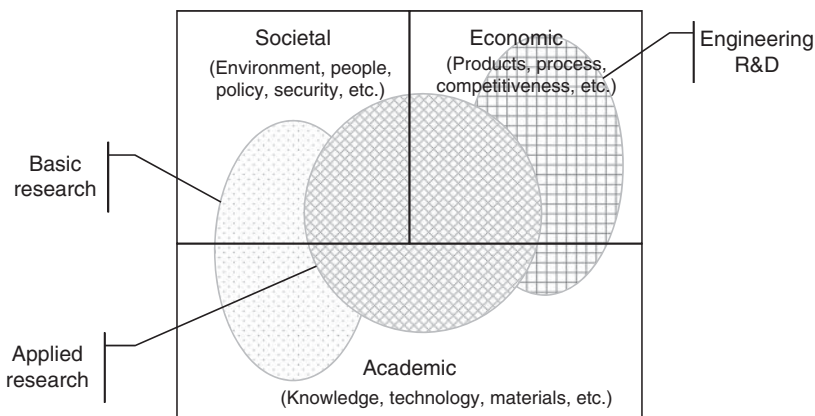 Societal
(Environment, people,
policy, security, etc.)
Economic
(Products, process,
competitiveness, etc.)
Engineering
R&D
Basic
research
Applied
research
Academic
(Knowledge, technology, materials, etc.)